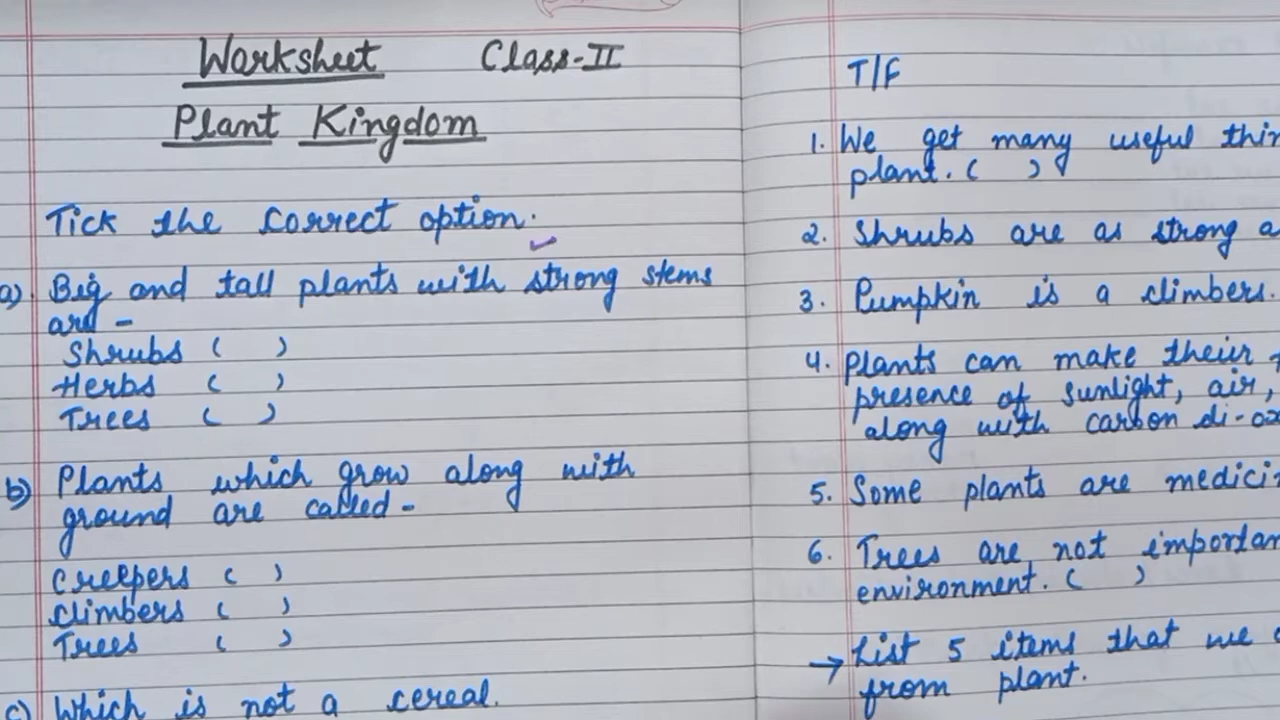 Worksheet Class-II
Plant Kingdom
Tick the correct option.
a). Big and tall plants with strong stems
are -
Shrubs ( )
Herbs ( )
Trees ( )
b) Plants which grow along with
ground are called -
Creepers ( )
Climbers ( )
Trees ( )
c) Which is not a cereal.
T/F
1. We get many useful
plant. ( )
2. Shrubs are as strong
3. Pumpkin is a climbers.
4. Plants can make their
presence of sunlight, air,
along with carbon
5. Some plants are
6. Trees are not
environment. ( )
→ List 5 items that we
from plant.